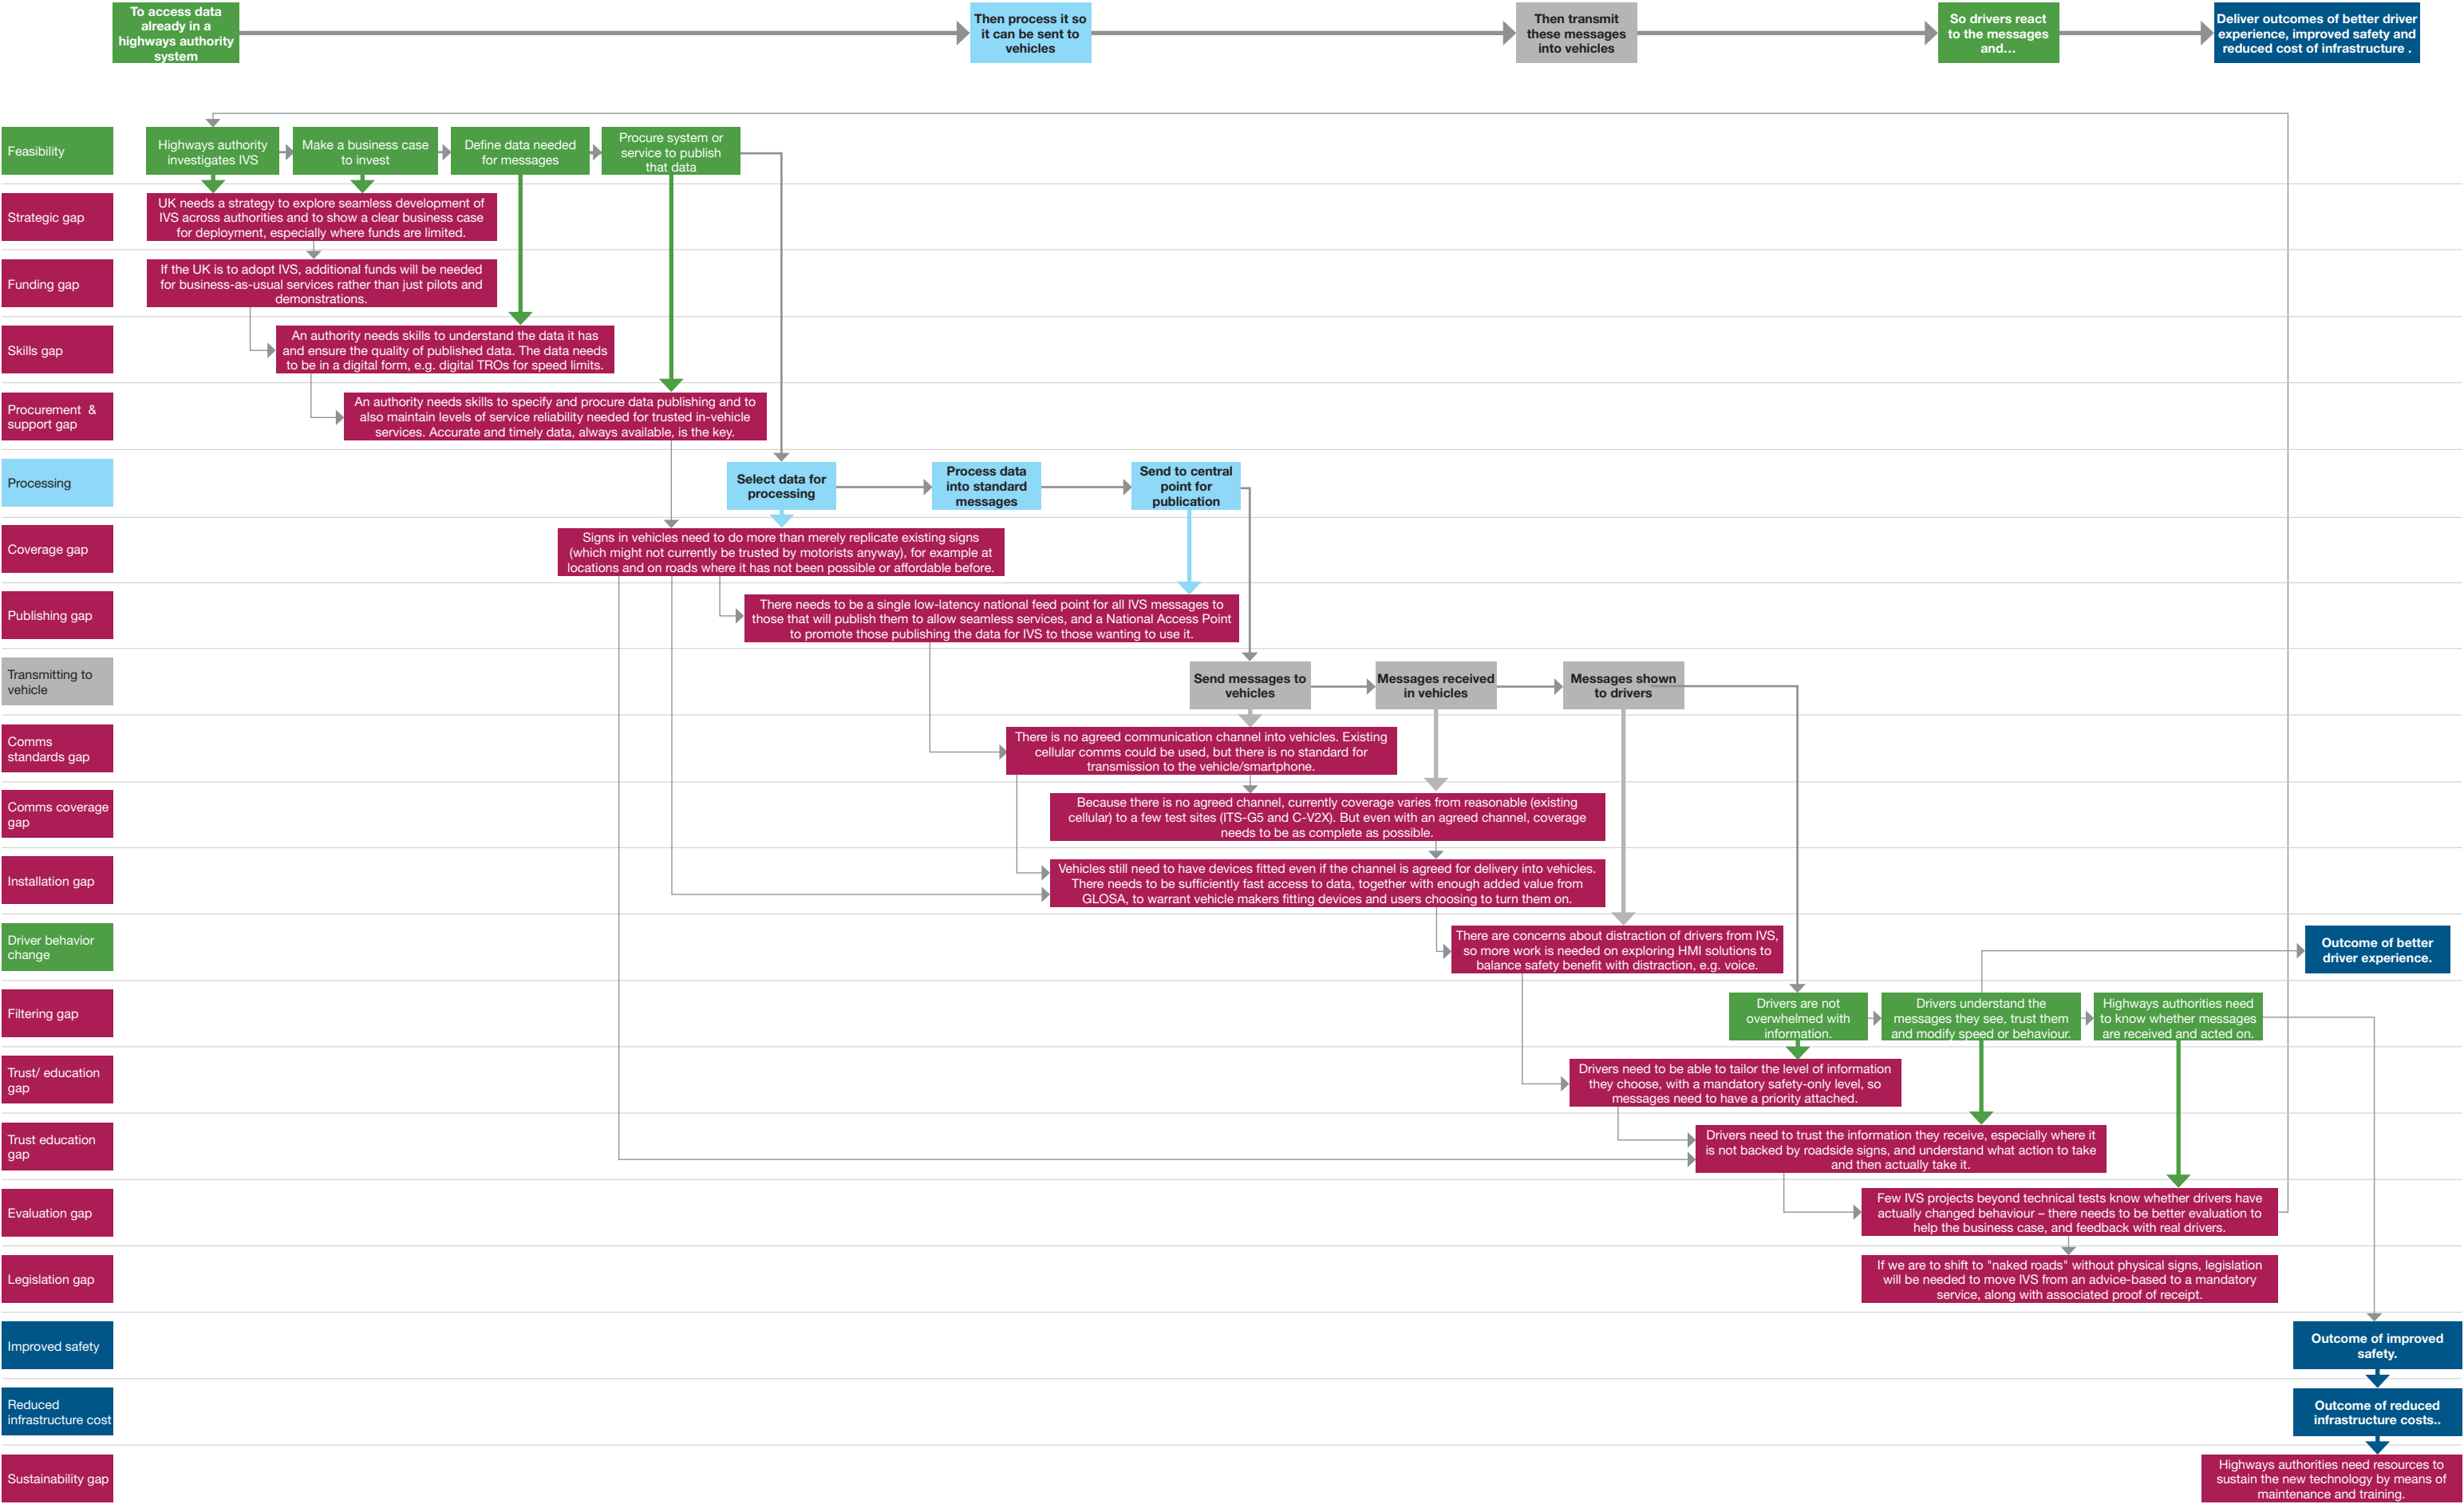 To access data
already in a
highways authority
system
Then process it so
it can be sent to
vehicles
Then transmit
these messages
into vehicles
So drivers react
to the messages
and...
Deliver outcomes of better driver
experience, improved safety and
reduced cost of infrastructure .
Feasibility
Highways authority
investigates IVS
Make a business case
to invest
Define data needed
for messages
Procure system or
service to publish
that data
Strategic gap
UK needs a strategy to explore seamless development of
IVS across authorities and to show a clear business case
for deployment, especially where funds are limited.
Funding gap
If the UK is to adopt IVS, additional funds will be needed
for business-as-usual services rather than just pilots and
demonstrations.
Skills gap
An authority needs skills to understand the data it has
and ensure the quality of published data. The data needs
to be in a digital form, e.g. digital TROs for speed limits.
Procurement &
support gap
An authority needs skills to specify and procure data publishing and to
also maintain levels of service reliability needed for trusted in-vehicle
services. Accurate and timely data, always available, is the key.
Processing
Select data for
processing
Process data
into standard
messages
Send to central
point for
publication
Coverage gap
Signs in vehicles need to do more than merely replicate existing signs
(which might not currently be trusted by motorists anyway), for example at
locations and on roads where it has not been possible or affordable before.
Publishing gap
There needs to be a single low-latency national feed point for all IVS messages to
those that will publish them to allow seamless services, and a National Access Point
to promote those publishing the data for IVS to those wanting to use it.
Transmitting to
vehicle
Send messages to
vehicles
Messages received
in vehicles
Messages shown
to drivers
Comms
standards gap
There is no agreed communication channel into vehicles. Existing
cellular comms could be used, but there is no standard for
transmission to the vehicle/smartphone.
Comms coverage
gap
Because there is no agreed channel, currently coverage varies from reasonable (existing
cellular) to a few test sites (ITS-G5 and C-V2X). But even with an agreed channel, coverage
needs to be as complete as possible.
Installation gap
Vehicles still need to have devices fitted even if the channel is agreed for delivery into vehicles.
There needs to be sufficiently fast access to data, together with enough added value from
GLOSA, to warrant vehicle makers fitting devices and users choosing to turn them on.
Driver behavior
change
There are concerns about distraction of drivers from IVS,
so more work is needed on exploring HMI solutions to
balance safety benefit with distraction, e.g. voice.
Outcome of better
driver experience.
Filtering gap
Drivers are not
overwhelmed with
information.
Drivers understand the
messages they see, trust them
and modify speed or behaviour.
Highways authorities need
to know whether messages
are received and acted on.
Trust/ education
gap
Drivers need to be able to tailor the level of information
they choose, with a mandatory safety-only level, so
messages need to have a priority attached.
Trust education
gap
Drivers need to trust the information they receive, especially where it
is not backed by roadside signs, and understand what action to take
and then actually take it.
Evaluation gap
Few IVS projects beyond technical tests know whether drivers have
actually changed behaviour – there needs to be better evaluation to
help the business case, and feedback with real drivers.
Legislation gap
If we are to shift to "naked roads" without physical signs, legislation
will be needed to move IVS from an advice-based to a mandatory
service, along with associated proof of receipt.
Improved safety
Outcome of improved
safety.
Reduced
infrastructure cost
Outcome of reduced
infrastructure costs..
Sustainability gap
Highways authorities need resources to
sustain the new technology by means of
maintenance and training.